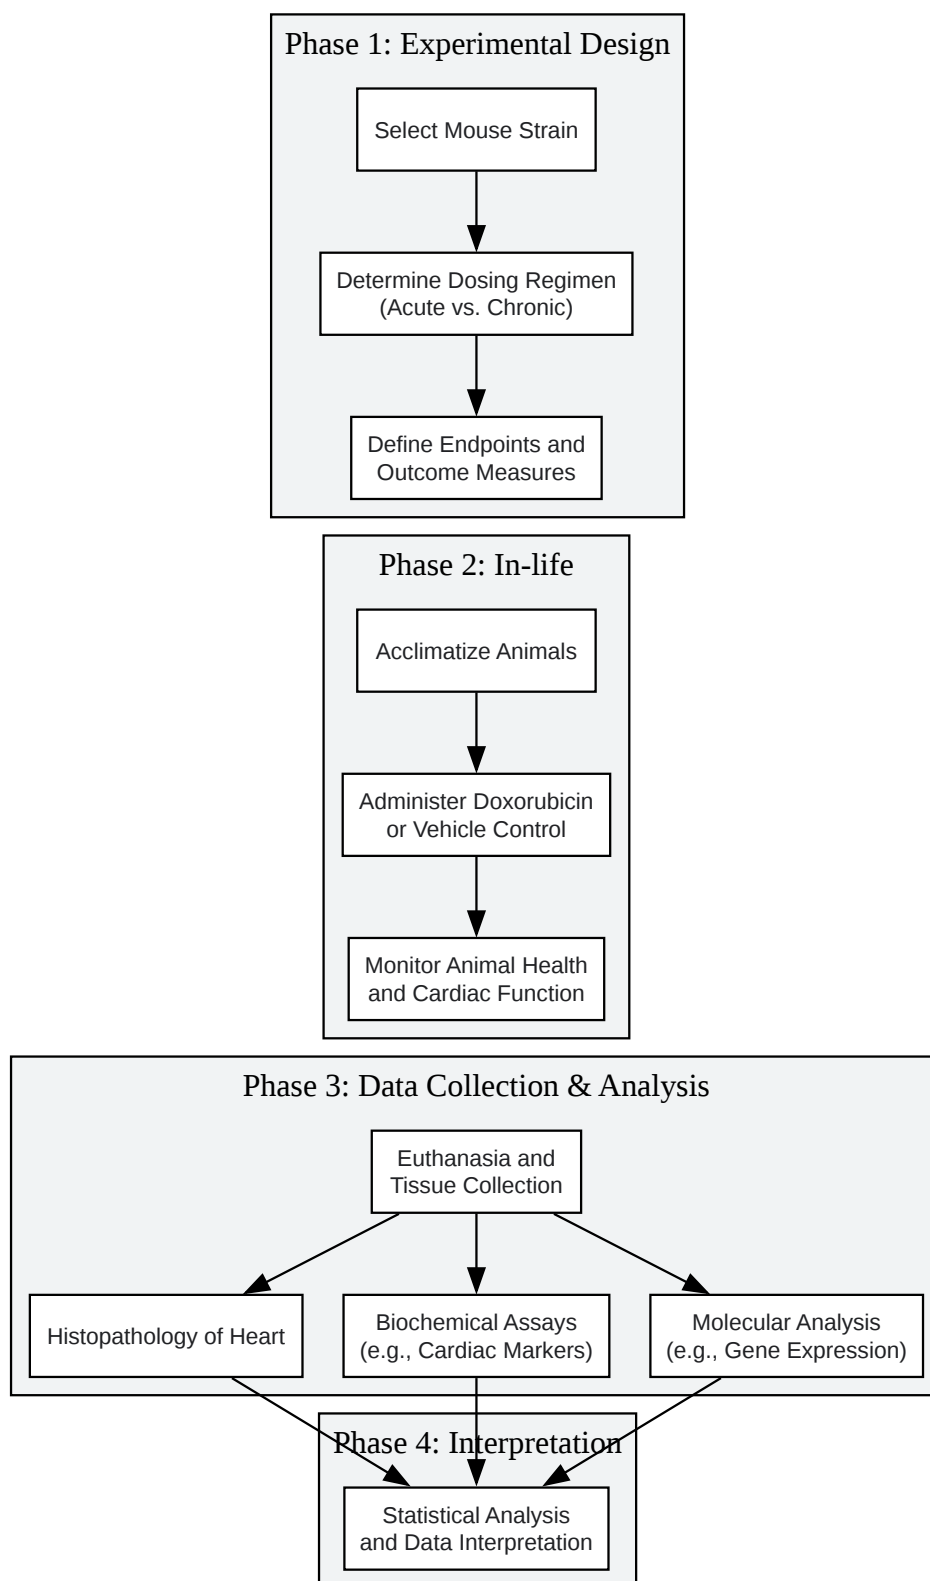 Phase 1: Experimental Design
Select Mouse Strain
Determine Dosing Regimen
(Acute vs. Chronic)
Define Endpoints and
Outcome Measures
Phase 2: In-life
Acclimatize Animals
Administer Doxorubicin
or Vehicle Control
Monitor Animal Health
and Cardiac Function
Phase 3: Data Collection & Analysis
Euthanasia and
Tissue Collection
Histopathology of Heart
Biochemical Assays
(e.g., Cardiac Markers)
Molecular Analysis
(e.g., Gene Expression)
Phase 4: Interpretation
Statistical Analysis
and Data Interpretation